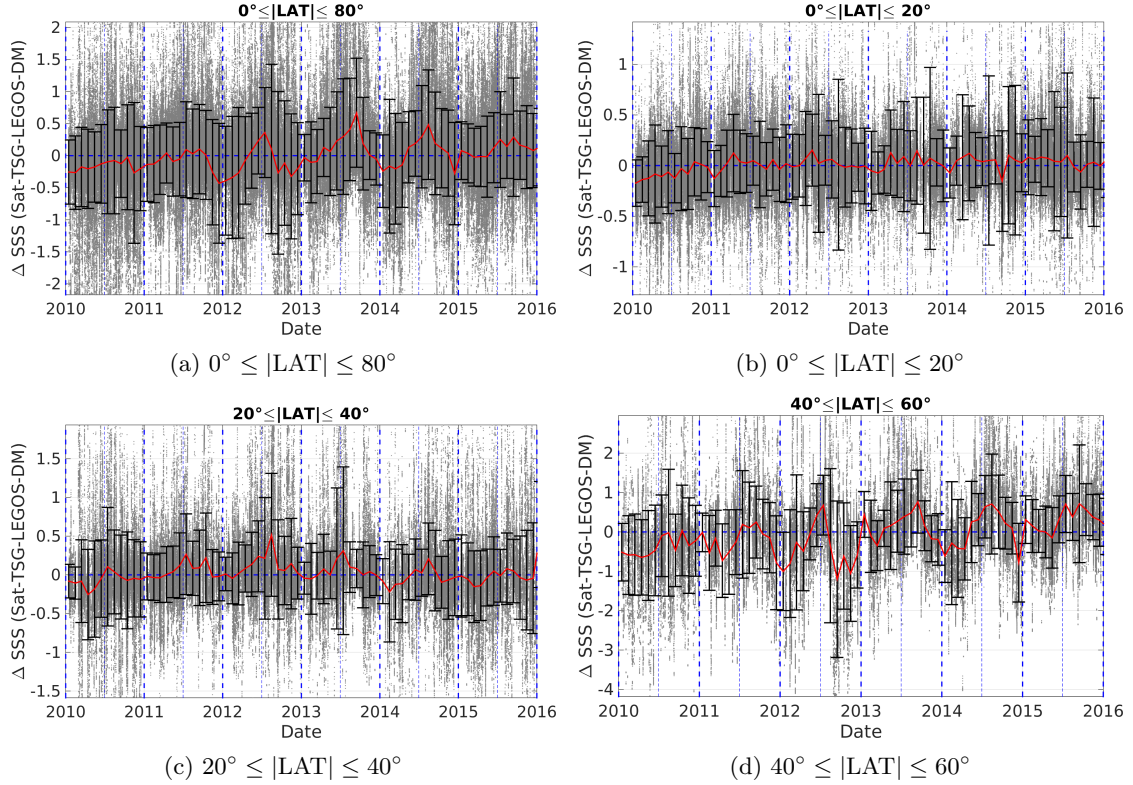 0°≤|LAT|≤ 80°
Δ SSS (Sat-TSG-LEGOS-DM)
2
1.5
1
0.5
0
-0.5
-1
-1.5
-2
2010 2011 2012 2013 2014 2015 2016
Date
(a) 0° ≤ |LAT| ≤ 80°
0°≤|LAT|≤ 20°
Δ SSS (Sat-TSG-LEGOS-DM)
1
0.5
0
-0.5
-1
2010 2011 2012 2013 2014 2015 2016
Date
(b) 0° ≤ |LAT| ≤ 20°
20°≤|LAT|≤ 40°
Δ SSS (Sat-TSG-LEGOS-DM)
1.5
1
0.5
0
-0.5
-1
-1.5
2010 2011 2012 2013 2014 2015 2016
Date
(c) 20° ≤ |LAT| ≤ 40°
40°≤|LAT|≤ 60°
Δ SSS (Sat-TSG-LEGOS-DM)
2
1
0
-1
-2
-3
-4
2010 2011 2012 2013 2014 2015 2016
Date
(d) 40° ≤ |LAT| ≤ 60°